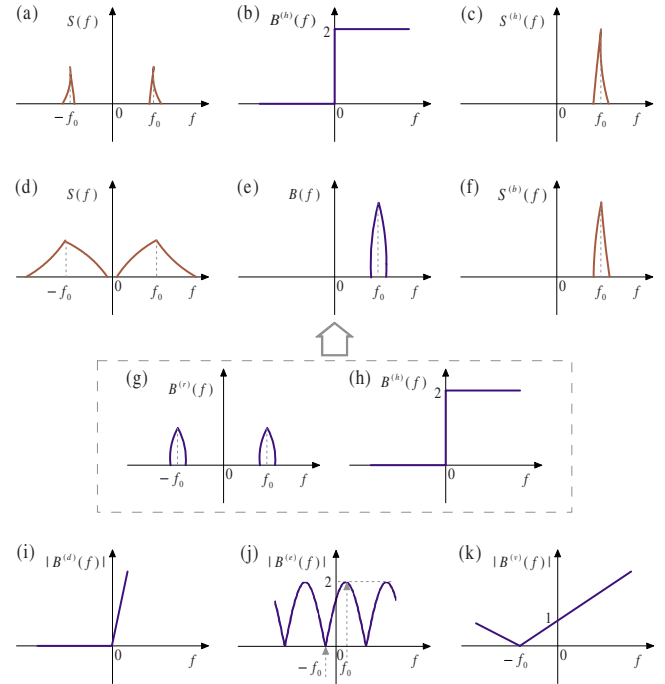 (a) S(f)
0
− f₀ f₀ f
(b) B⁽ʰ⁾(f)
2
0
f
(c) S⁽ʰ⁾(f)
0
f₀ f
(d) S(f)
0
− f₀ f₀ f
(e) B(f)
0
f₀ f
(f) S⁽ᵇ⁾(f)
0
f₀ f
(g) B⁽ʳ⁾(f)
0
− f₀ f₀ f
(h) B⁽ʰ⁾(f)
2
0
f
(i) |B⁽ᵈ⁾(f)|
0
f
(j) |B⁽ᵉ⁾(f)|
2
0
− f₀ f₀ f
(k) |B⁽ᵛ⁾(f)|
1
− f₀ 0 f